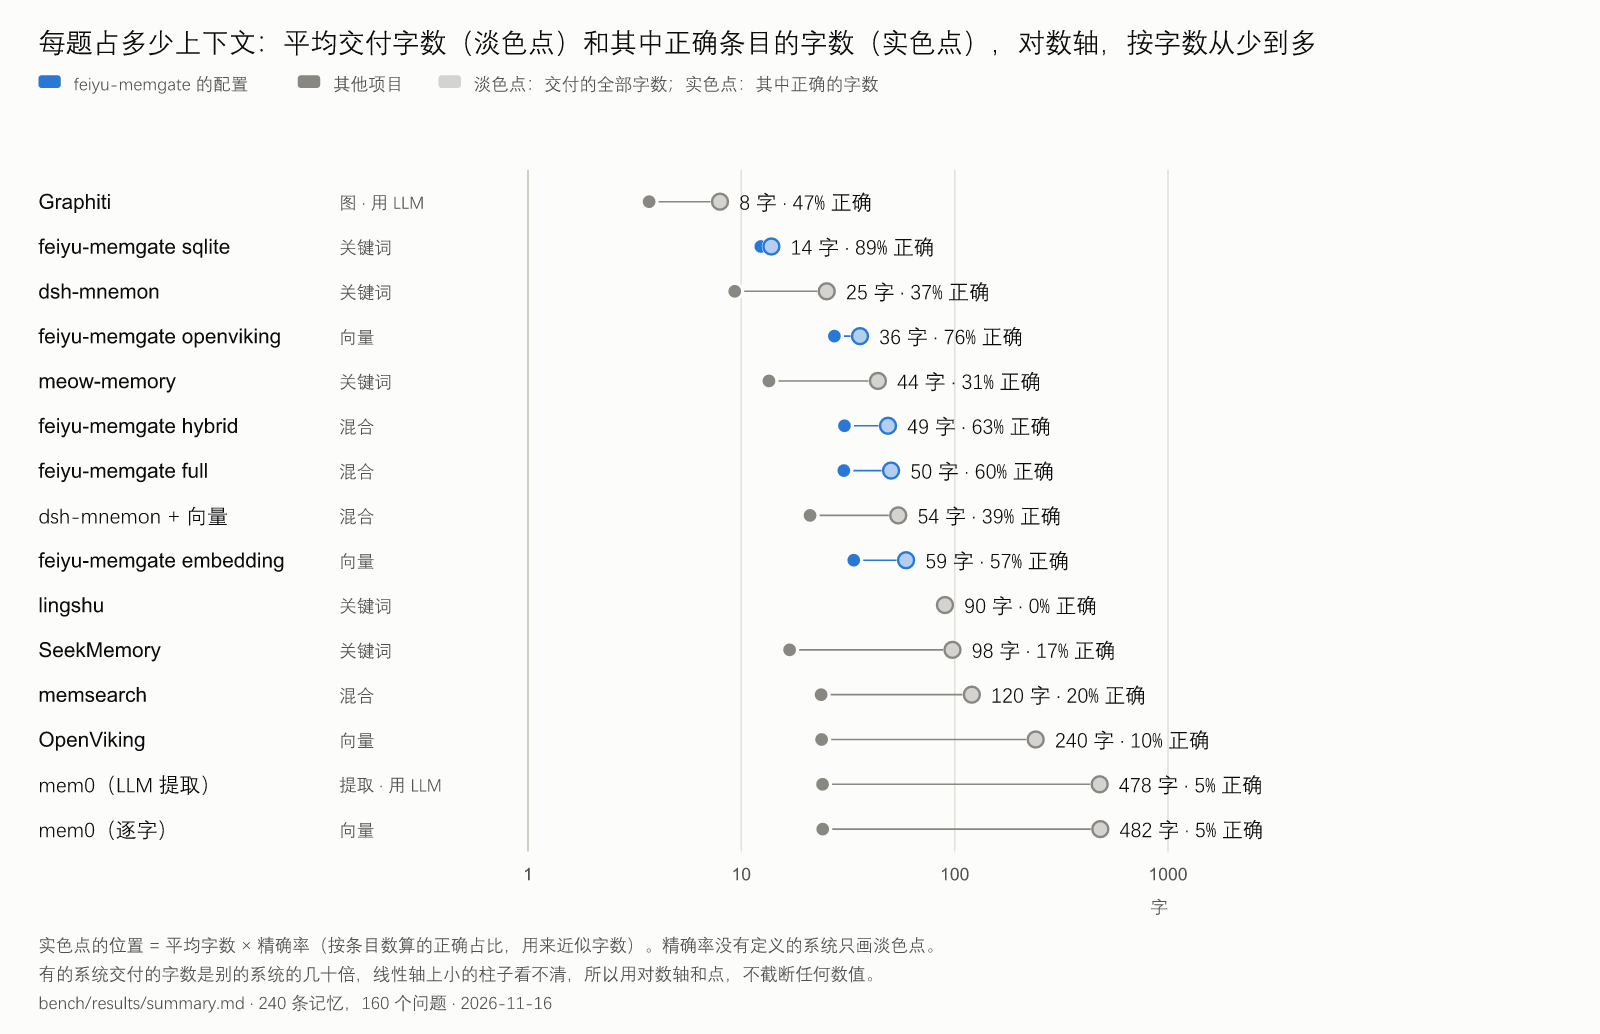 每题占多少上下文：平均交付字数（淡色点）和其中正确条目的字数（实色点），对数轴，按字数从少到多
feiyu-memgate 的配置 其他项目 淡色点：交付的全部字数；实色点：其中正确的字数
Graphiti 图 · 用 LLM 8 字 · 47% 正确
feiyu-memgate sqlite 关键词 14 字 · 89% 正确
dsh-mnemon 关键词 25 字 · 37% 正确
feiyu-memgate openviking 向量 36 字 · 76% 正确
meow-memory 关键词 44 字 · 31% 正确
feiyu-memgate hybrid 混合 49 字 · 63% 正确
feiyu-memgate full 混合 50 字 · 60% 正确
dsh-mnemon + 向量 混合 54 字 · 39% 正确
feiyu-memgate embedding 向量 59 字 · 57% 正确
lingshu 关键词 90 字 · 0% 正确
SeekMemory 关键词 98 字 · 17% 正确
memsearch 混合 120 字 · 20% 正确
OpenViking 向量 240 字 · 10% 正确
mem0（LLM 提取） 提取 · 用 LLM 478 字 · 5% 正确
mem0（逐字） 向量 482 字 · 5% 正确
1 10 100 1000
字
实色点的位置 = 平均字数 × 精确率（按条目数算的正确占比，用来近似字数）。精确率没有定义的系统只画淡色点。
有的系统交付的字数是别的系统的几十倍，线性轴上小的柱子看不清，所以用对数轴和点，不截断任何数值。
bench/results/summary.md · 240 条记忆，160 个问题 · 2026-11-16